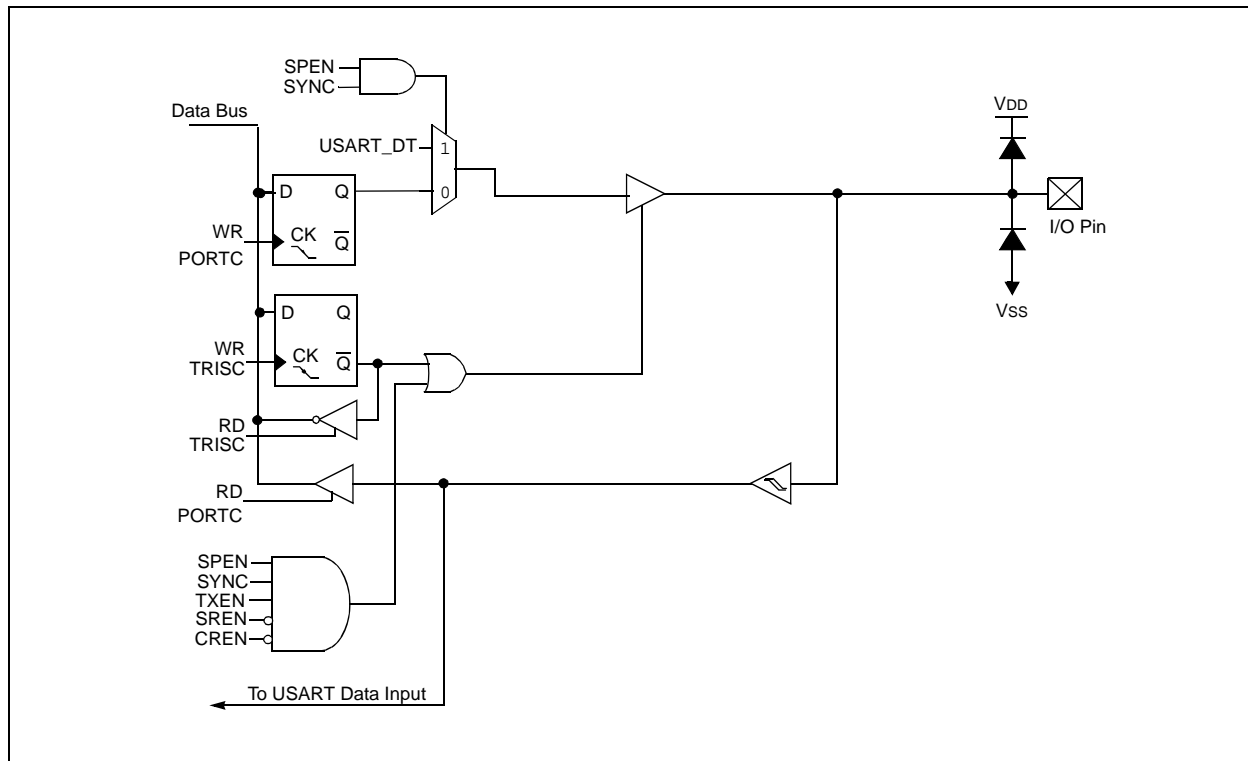 SPEN
SYNC
Data Bus
USART_DT
1
0
VDD
I/O Pin
VSS
D
Q
WR
PORTC
CK
Q̅
D
Q
WR
TRISC
CK
Q̅
RD
TRISC
RD
PORTC
SPEN
SYNC
TXEN
SREN
CREN
To USART Data Input